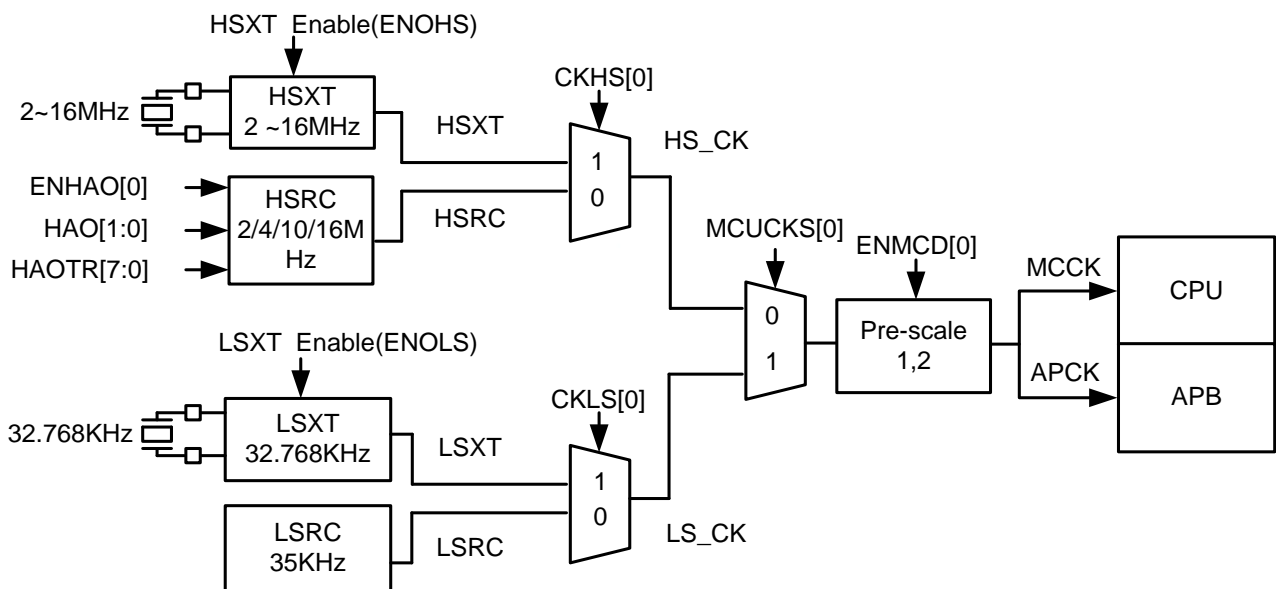 HSXT Enable(ENOHS)
2~16MHz
HSXT
2 ~16MHz
HSXT
CKHS[0]
1
0
HS_CK
ENHAO[0]
HAO[1:0]
HAOTR[7:0]
HSRC
2/4/10/16M
Hz
HSRC
MCUCKS[0]
0
1
ENMCD[0]
Pre-scale
1,2
MCCK
APCK
CPU
APB
LSXT Enable(ENOLS)
32.768KHz
LSXT
32.768KHz
LSXT
CKLS[0]
1
0
LS_CK
LSRC
35KHz
LSRC